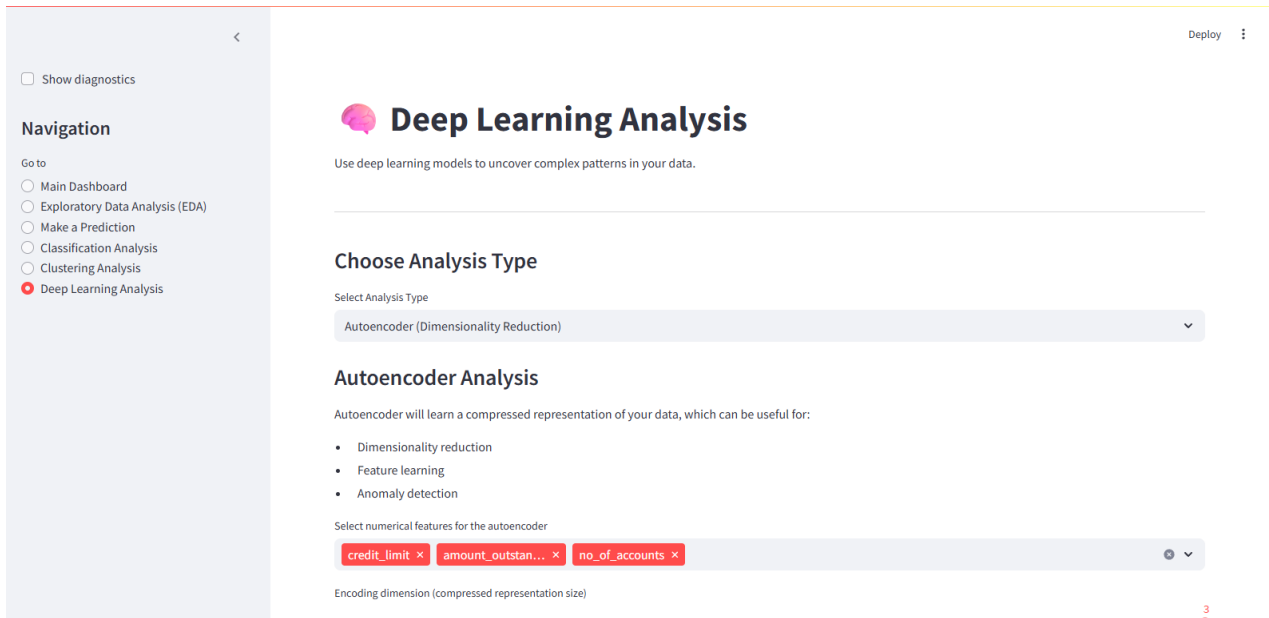 Deploy
Show diagnostics
Navigation
Go to
Main Dashboard
Exploratory Data Analysis (EDA)
Make a Prediction
Classification Analysis
Clustering Analysis
Deep Learning Analysis
Deep Learning Analysis
Use deep learning models to uncover complex patterns in your data.
Choose Analysis Type
Select Analysis Type
Autoencoder (Dimensionality Reduction)
Autoencoder Analysis
Autoencoder will learn a compressed representation of your data, which can be useful for:
• Dimensionality reduction
• Feature learning
• Anomaly detection
Select numerical features for the autoencoder
credit_limit × amount_outstan... × no_of_accounts ×
Encoding dimension (compressed representation size)
3